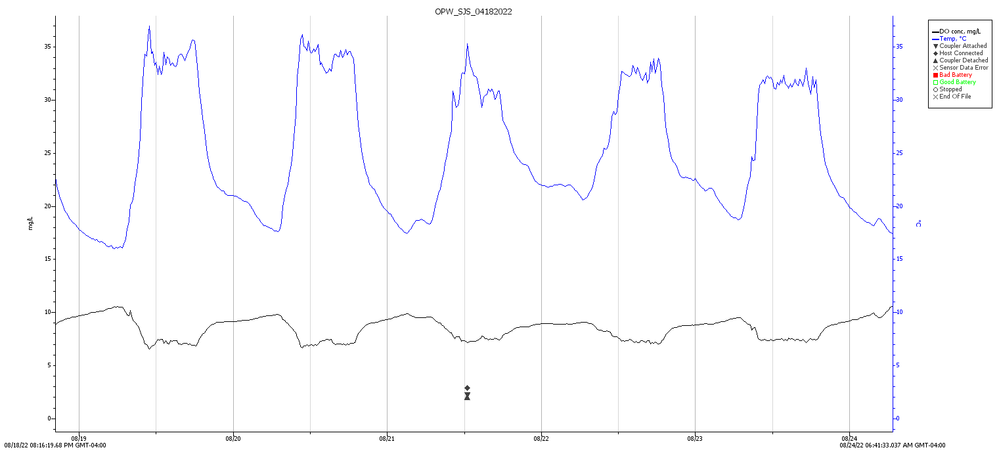 OPW_SJS_04182022
DO conc, mg/L
Temp, °C
Coupler Attached
Host Connected
Coupler Detached
Sensor Data Error
Bad Battery
Good Battery
Stopped
End Of File
35
30
25
20
15
10
5
0
mg/L
35
30
25
20
15
10
5
0
°C
08/19
08/20
08/21
08/22
08/23
08/24
08/18/22 08:16:19.68 PM GMT-04:00
08/24/22 06:41:33.037 AM GMT-04:00